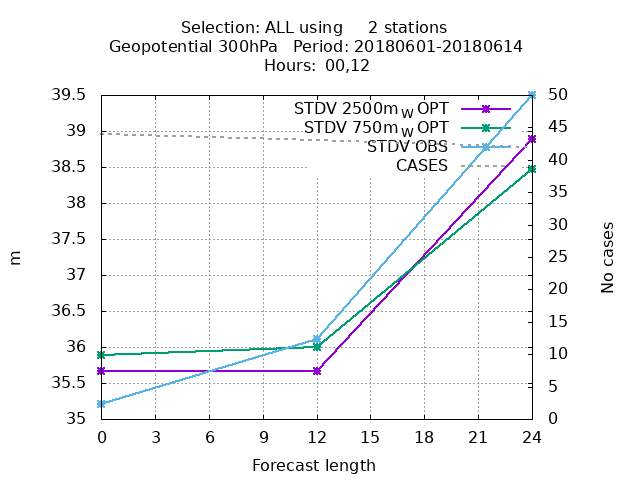 Selection: ALL using     2 stations
Geopotential 300hPa   Period: 20180601-20180614
Hours: 00,12
39.5
39
38.5
38
37.5
37
36.5
36
35.5
35
m
STDV 2500m_W OPT
STDV 750m_W OPT
STDV OBS
CASES
50
45
40
35
30
25
20
15
10
5
0
No cases
0 3 6 9 12 15 18 21 24
Forecast length